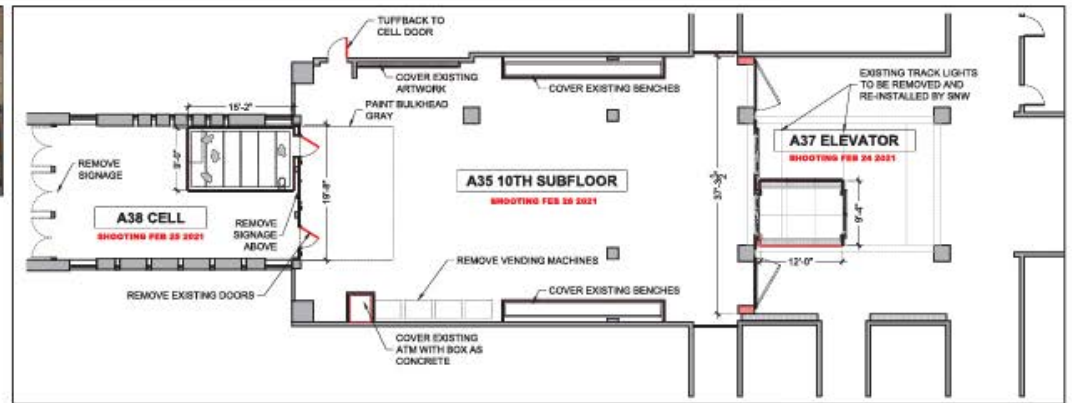 TUFFBACK TO
CELL DOOR
COVER EXISTING
ARTWORK
COVER EXISTING BENCHES
EXISTING TRACK LIGHTS
TO BE REMOVED AND
RE-INSTALLED BY SNW
15'-2"
PAINT BULKHEAD
GRAY
REMOVE
SIGNAGE
A38 CELL
SHOOTING FEB 25 2021
REMOVE
SIGNAGE
ABOVE
19'-8"
A35 10TH SUBFLOOR
SHOOTING FEB 26 2021
A37 ELEVATOR
SHOOTING FEB 24 2021
9'-4"
12'-0"
REMOVE EXISTING DOORS
REMOVE VENDING MACHINES
COVER EXISTING BENCHES
COVER EXISTING
ATM WITH BOX AS
CONCRETE